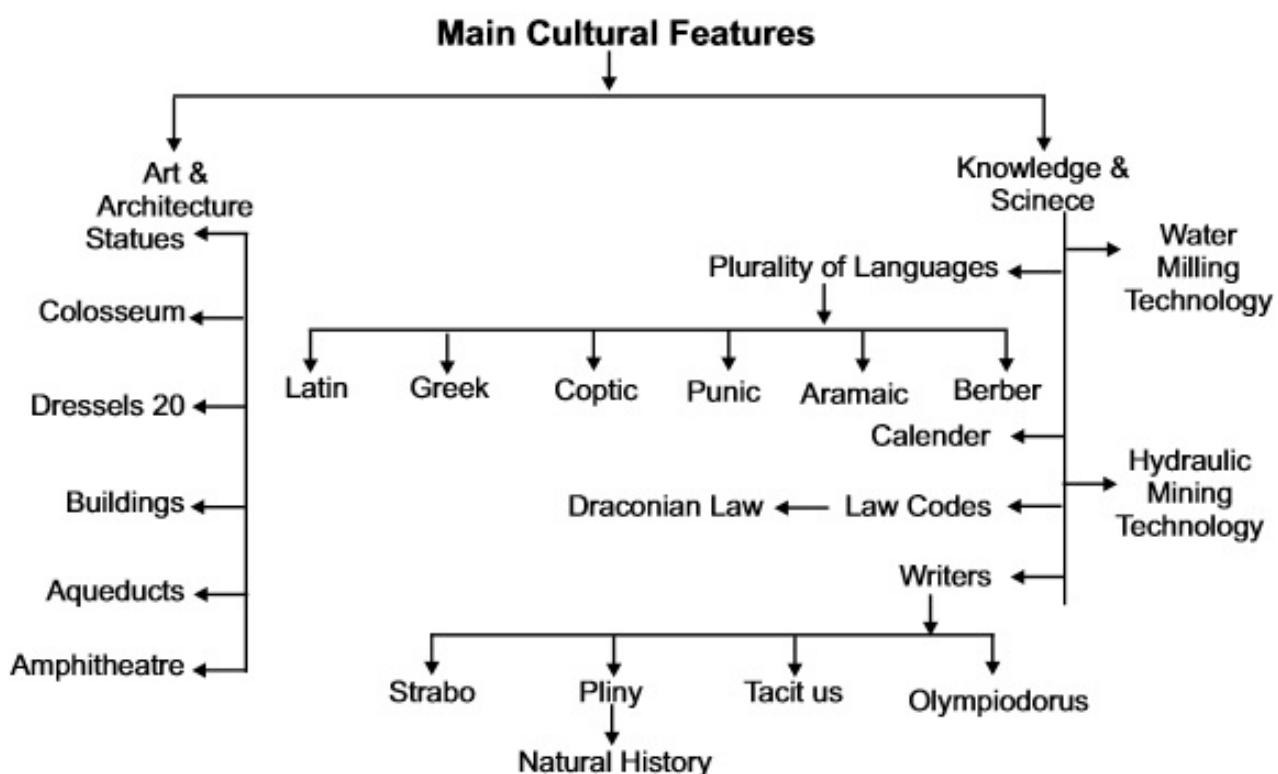 Main Cultural Features
Art &
Architecture
Statues
Colosseum
Dressels 20
Buildings
Aqueducts
Amphitheatre
Knowledge &
Scinece
Water
Milling
Technology
Plurality of Languages
Latin
Greek
Coptic
Punic
Aramaic
Berber
Calender
Hydraulic
Mining
Technology
Draconian Law
Law Codes
Writers
Strabo
Pliny
Tacit us
Olympiodorus
Natural History